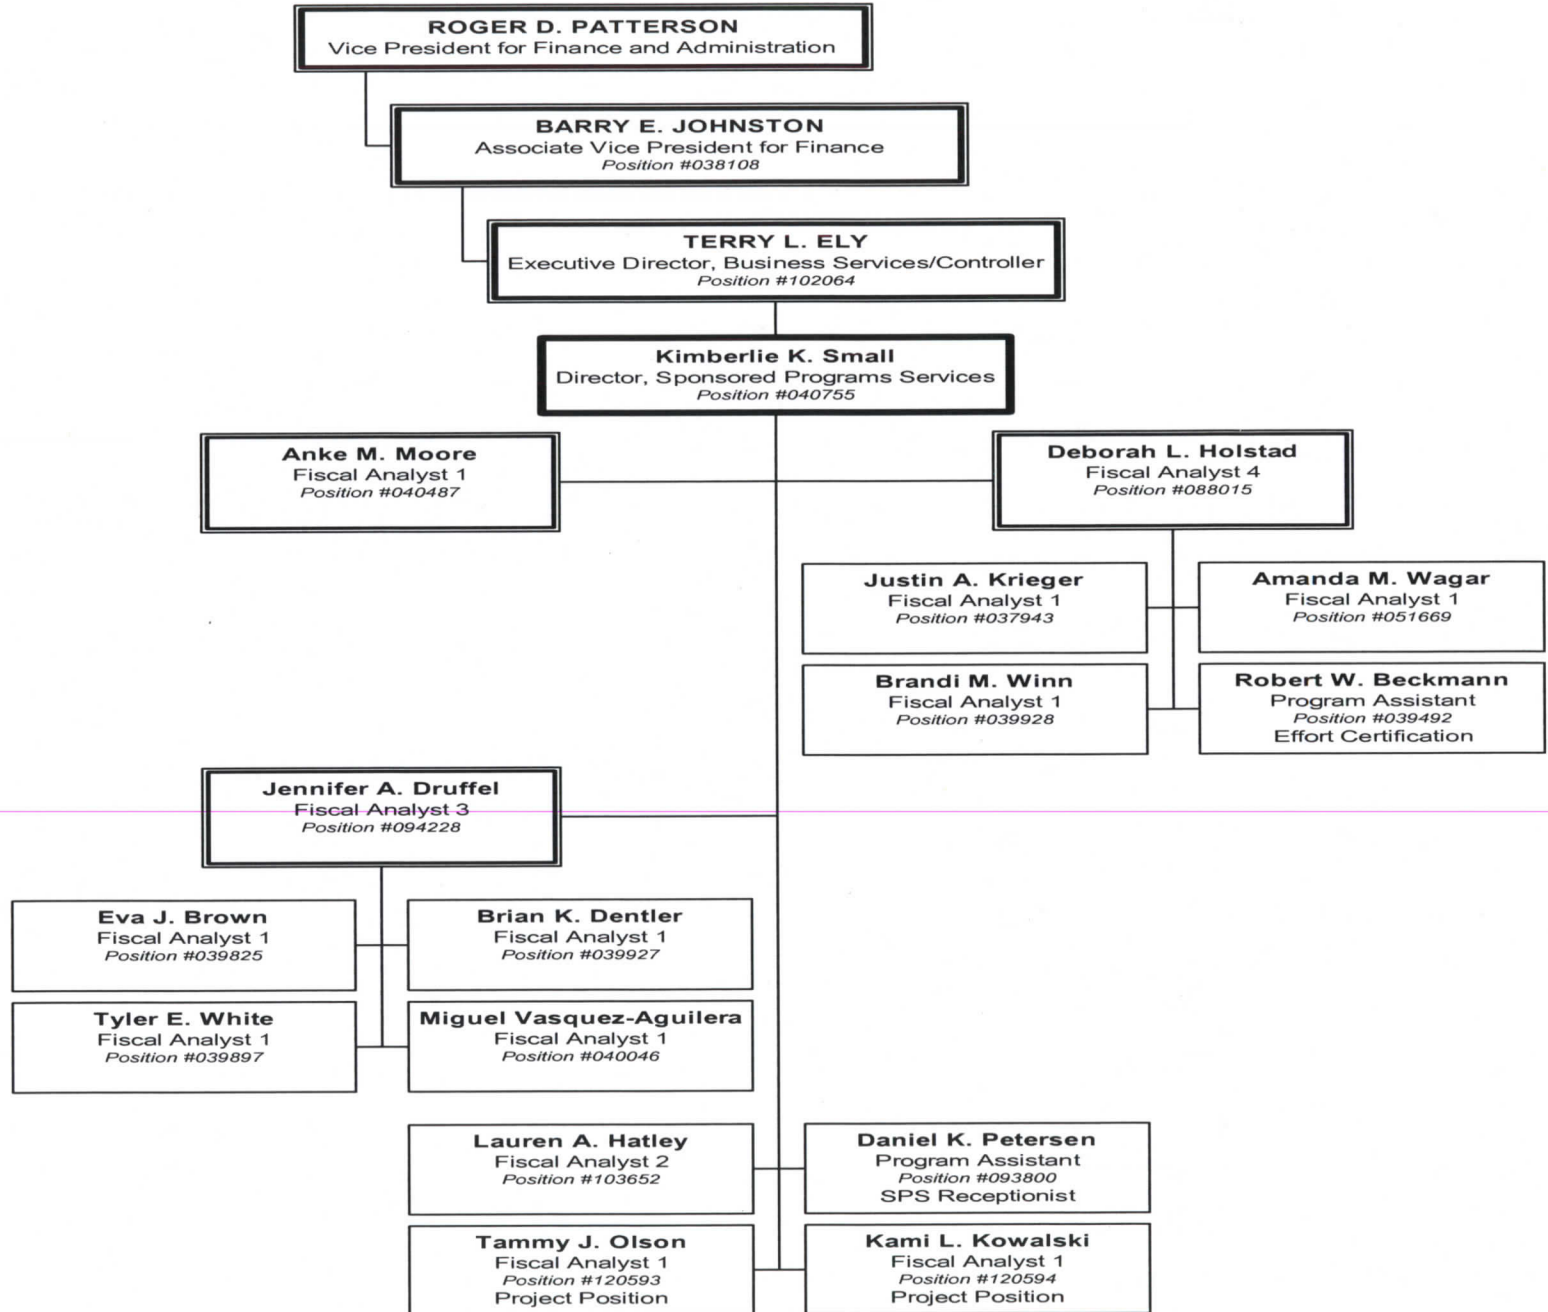 ROGER D. PATTERSON
Vice President for Finance and Administration
BARRY E. JOHNSTON
Associate Vice President for Finance
Position #038108
TERRY L. ELY
Executive Director, Business Services/Controller
Position #102064
Kimberlie K. Small
Director, Sponsored Programs Services
Position #040755
Anke M. Moore
Fiscal Analyst 1
Position #040487
Deborah L. Holstad
Fiscal Analyst 4
Position #088015
Justin A. Krieger
Fiscal Analyst 1
Position #037943
Amanda M. Wagar
Fiscal Analyst 1
Position #051669
Brandi M. Winn
Fiscal Analyst 1
Position #039928
Robert W. Beckmann
Program Assistant
Position #039492
Effort Certification
Jennifer A. Druffel
Fiscal Analyst 3
Position #094228
Eva J. Brown
Fiscal Analyst 1
Position #039825
Brian K. Dentler
Fiscal Analyst 1
Position #039927
Tyler E. White
Fiscal Analyst 1
Position #039897
Miguel Vasquez-Aguilera
Fiscal Analyst 1
Position #040046
Lauren A. Hatley
Fiscal Analyst 2
Position #103652
Daniel K. Petersen
Program Assistant
Position #093800
SPS Receptionist
Tammy J. Olson
Fiscal Analyst 1
Position #120593
Project Position
Kami L. Kowalski
Fiscal Analyst 1
Position #120594
Project Position